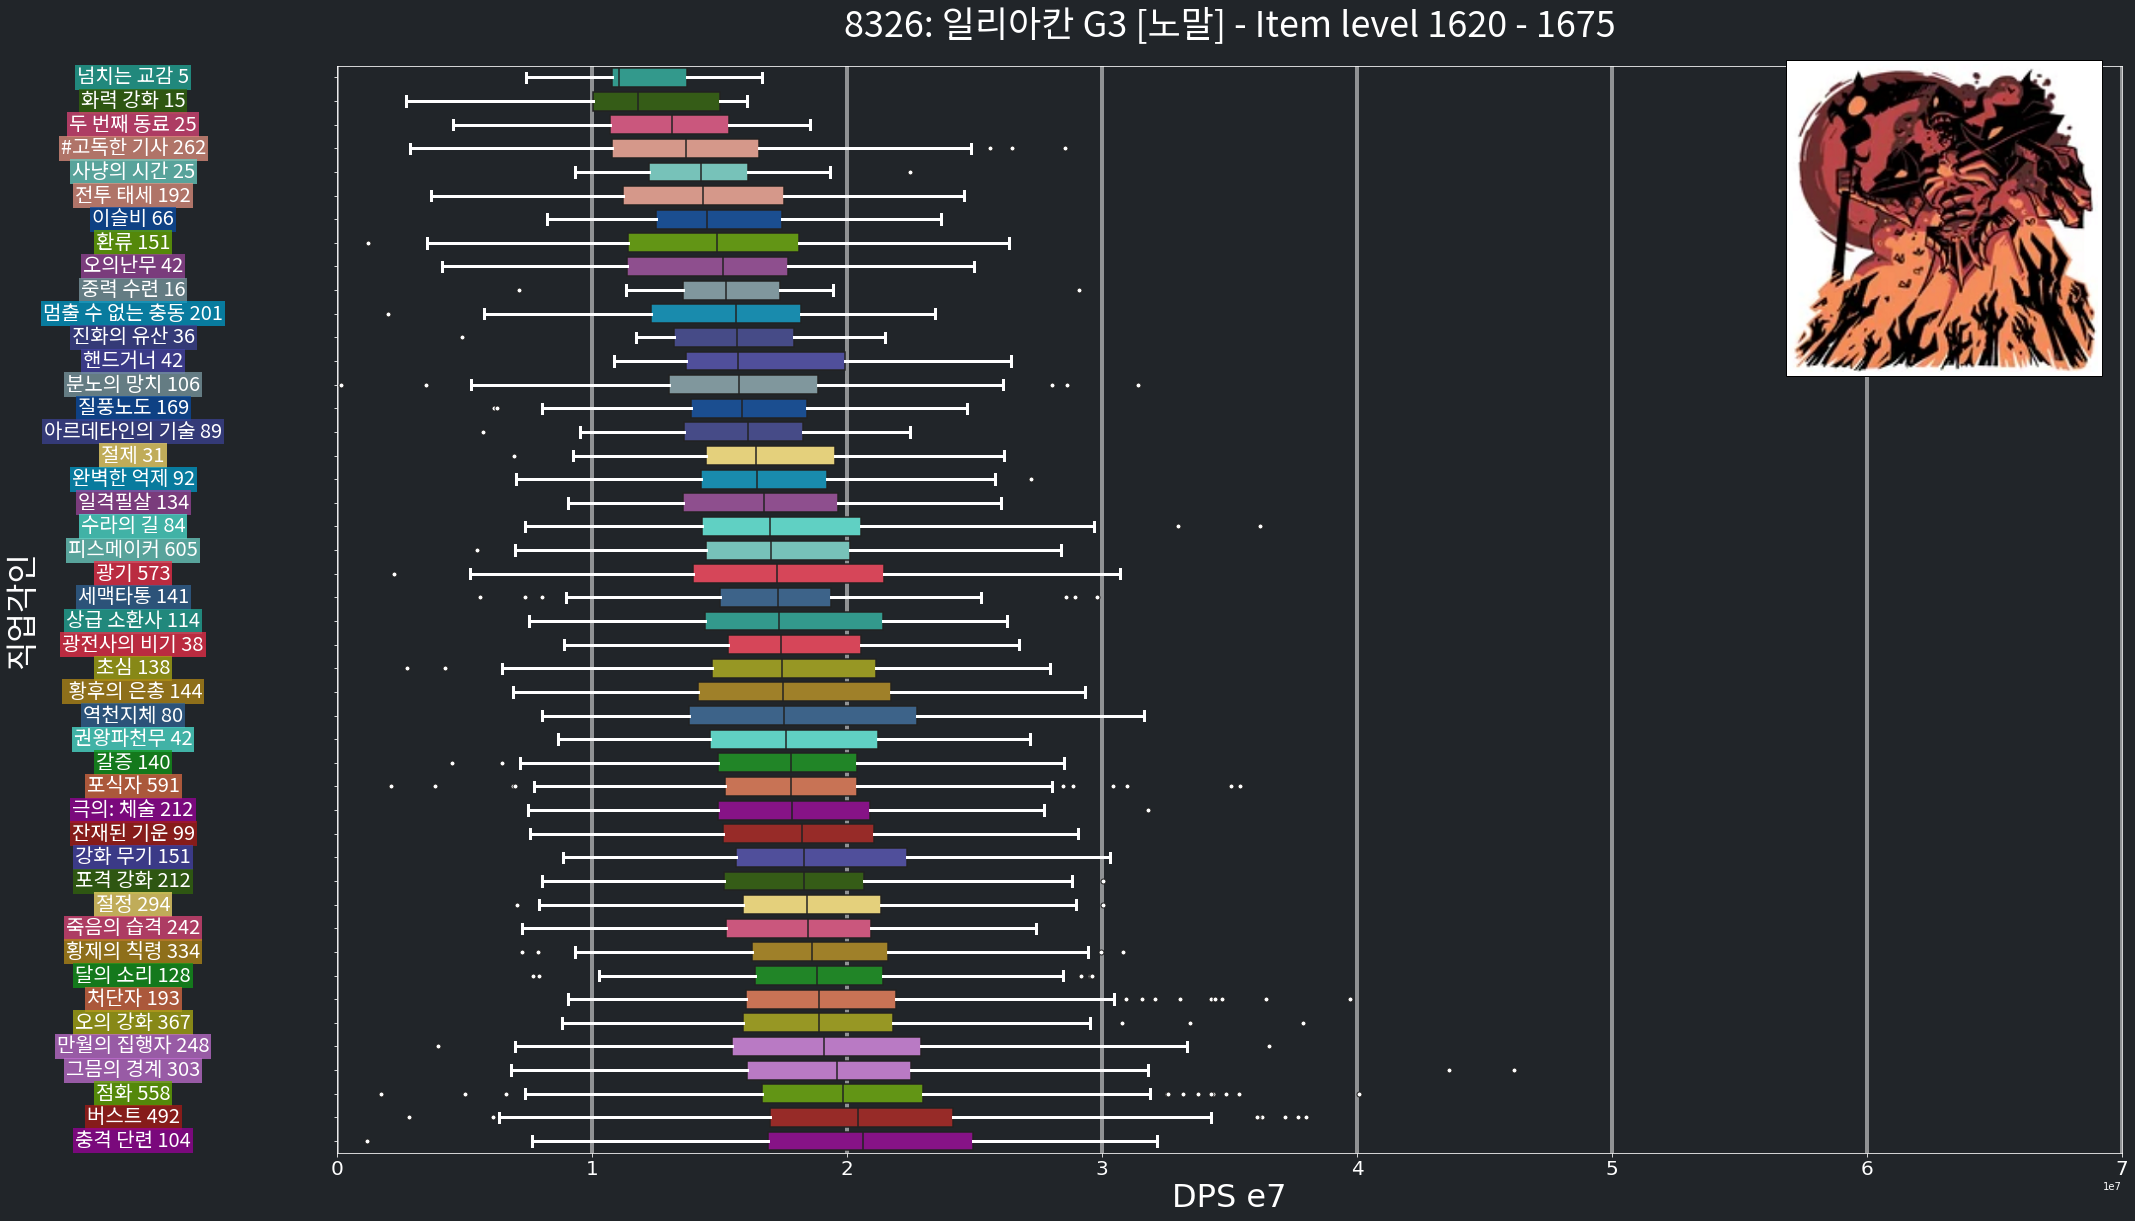 8326: 일리아칸 G3 [노말] - Item level 1620 - 1675
직업각인
넘치는 교감 5
화력 강화 15
두 번째 동료 25
#고독한 기사 262
사냥의 시간 25
전투 태세 192
이슬비 66
환류 151
오의난무 42
중력 수련 16
멈출 수 없는 충동 201
진화의 유산 36
핸드거너 42
분노의 망치 106
질풍노도 169
아르데타인의 기술 89
절제 31
완벽한 억제 92
일격필살 134
수라의 길 84
피스메이커 605
광기 573
세맥타통 141
상급 소환사 114
광전사의 비기 38
초심 138
황후의 은총 144
역천지체 80
권왕파천무 42
갈증 140
포식자 591
극의: 체술 212
잔재된 기운 99
강화 무기 151
포격 강화 212
절정 294
죽음의 습격 242
황제의 칙령 334
달의 소리 128
처단자 193
오의 강화 367
만월의 집행자 248
그믐의 경계 303
점화 558
버스트 492
충격 단련 104
0 1 2 3 4 5 6 7
1e7
DPS e7